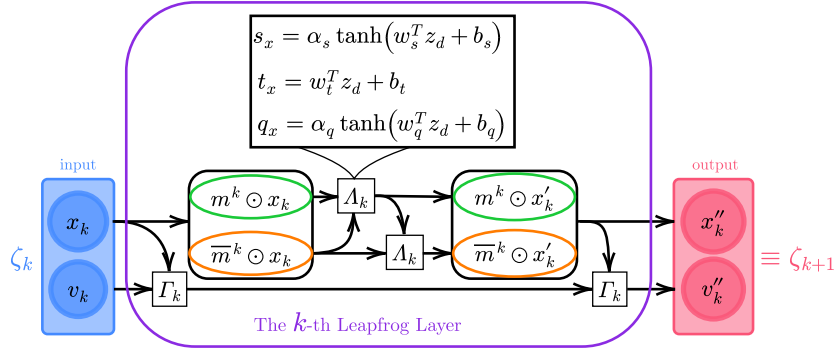 s_x = α_s tanh(w_s^T z_d + b_s)
t_x = w_t^T z_d + b_t
q_x = α_q tanh(w_q^T z_d + b_q)
input
output
ζ_k
x_k
v_k
m^k ⊙ x_k
m̅^k ⊙ x_k
Λ_k
Λ_k
m^k ⊙ x′_k
m̅^k ⊙ x′_k
Γ_k
Γ_k
x″_k
v″_k
≡ ζ_{k+1}
The k-th Leapfrog Layer